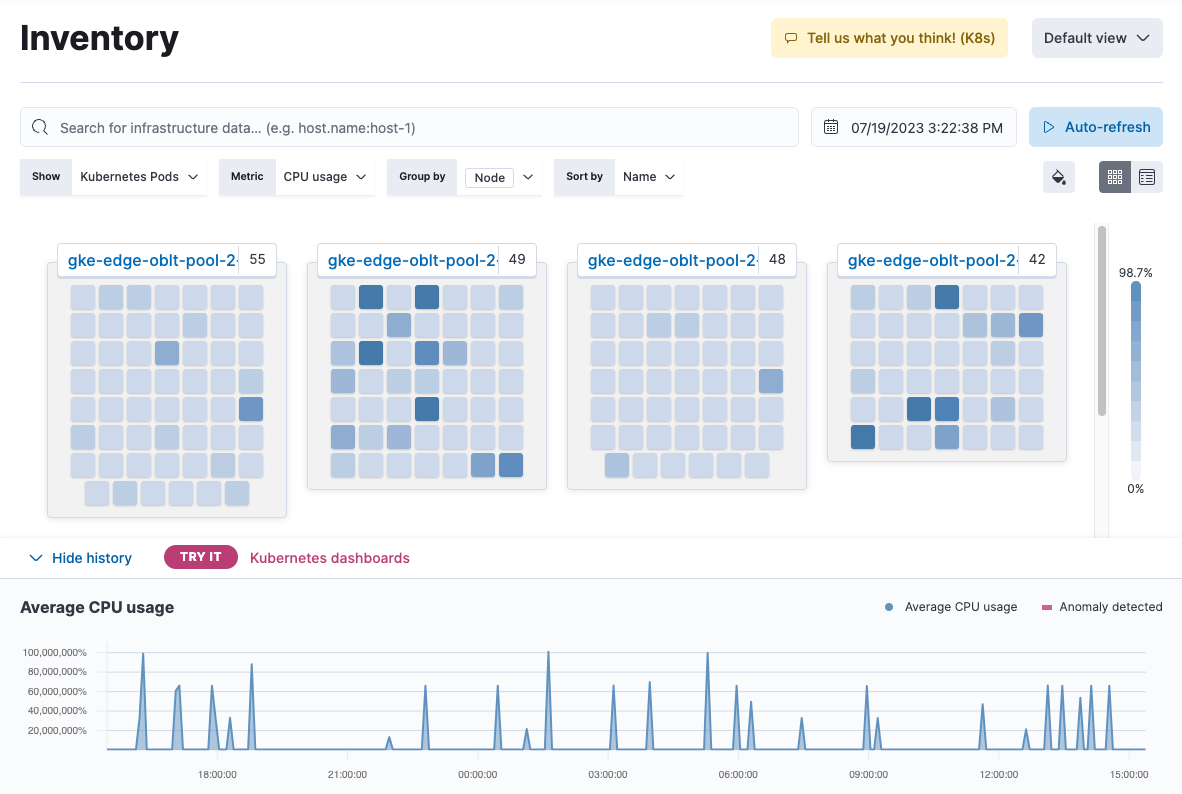 Inventory
Tell us what you think! (K8s)
Default view
Search for infrastructure data... (e.g. host.name:host-1)
07/19/2023 3:22:38 PM
Auto-refresh
Show Kubernetes Pods
Metric CPU usage
Group by Node
Sort by Name
gke-edge-oblt-pool-2- 55
gke-edge-oblt-pool-2- 49
gke-edge-oblt-pool-2- 48
gke-edge-oblt-pool-2- 42
98.7%
0%
Hide history
TRY IT
Kubernetes dashboards
Average CPU usage
Average CPU usage
Anomaly detected
100,000,000%
80,000,000%
60,000,000%
40,000,000%
20,000,000%
18:00:00
21:00:00
00:00:00
03:00:00
06:00:00
09:00:00
12:00:00
15:00:00